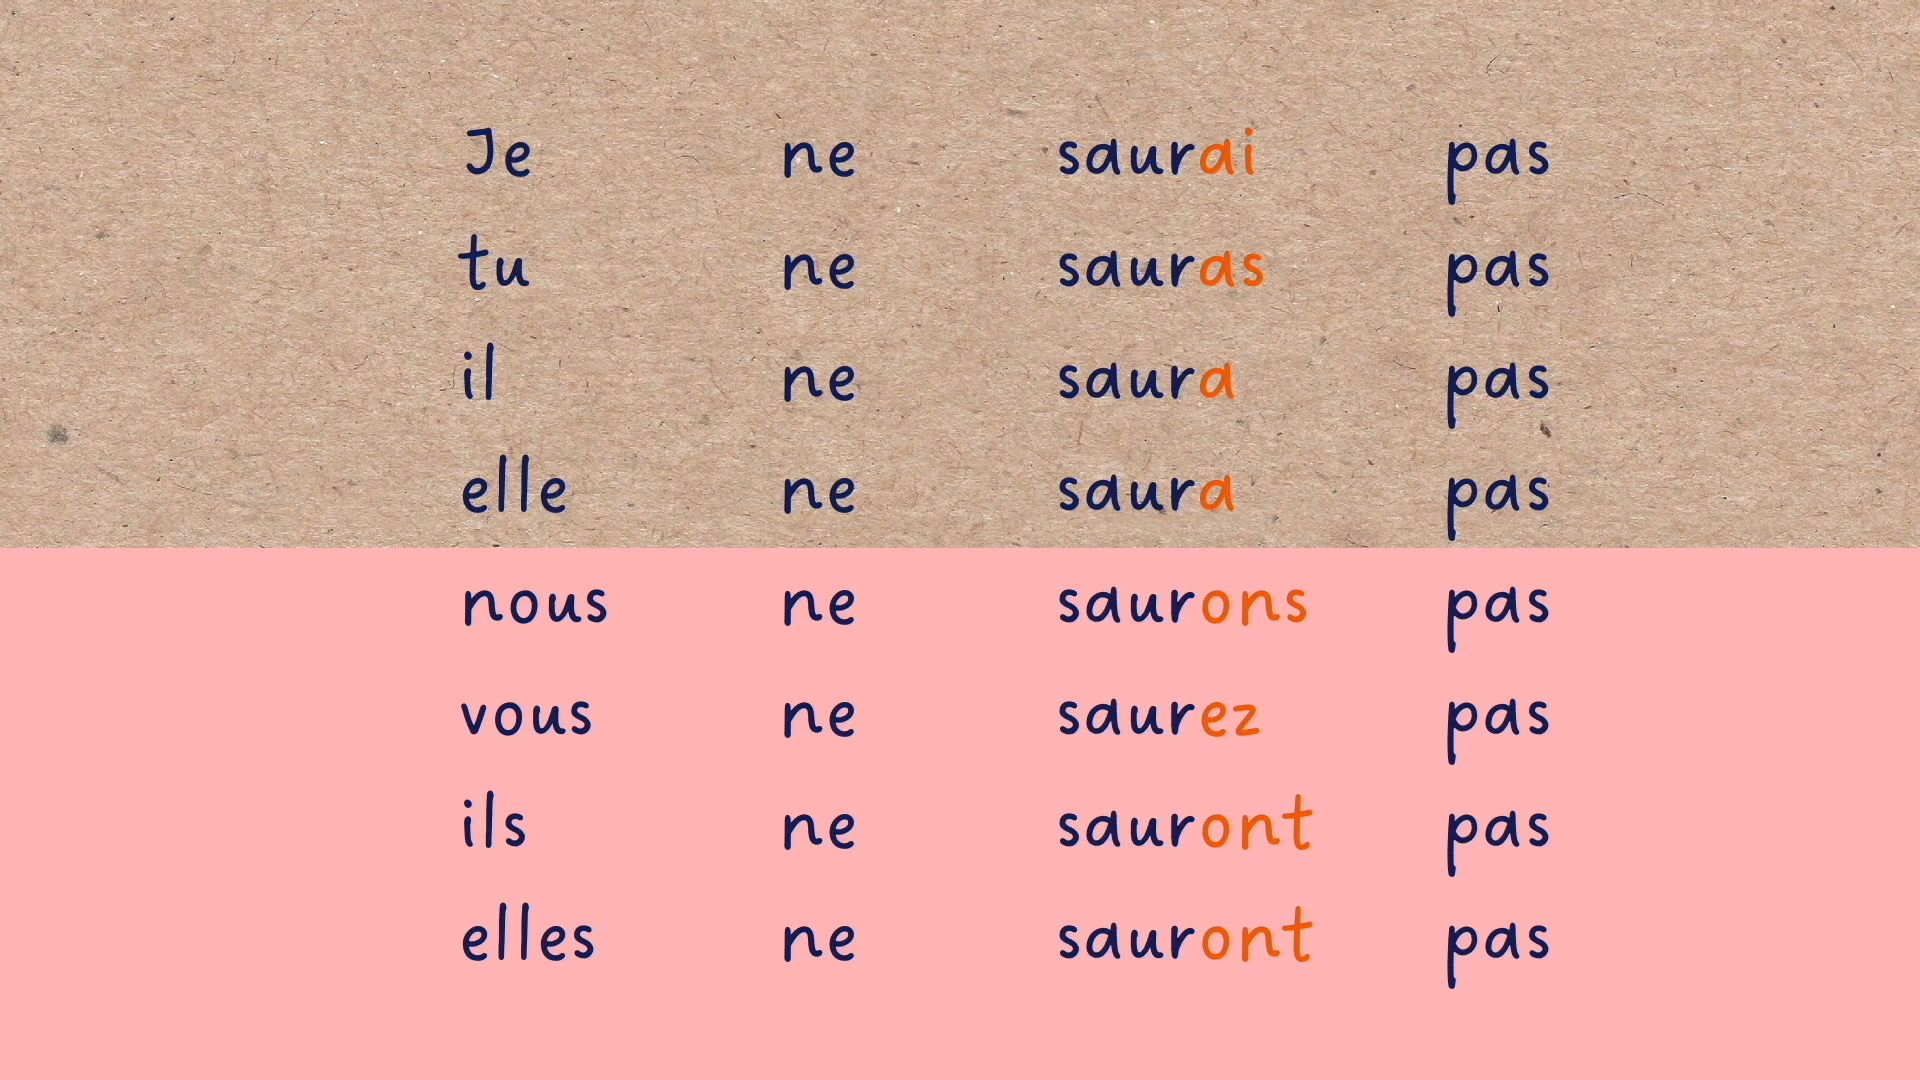 Je ne saurai pas
tu ne sauras pas
il ne saura pas
elle ne saura pas
nous ne saurons pas
vous ne saurez pas
ils ne sauront pas
elles ne sauront pas